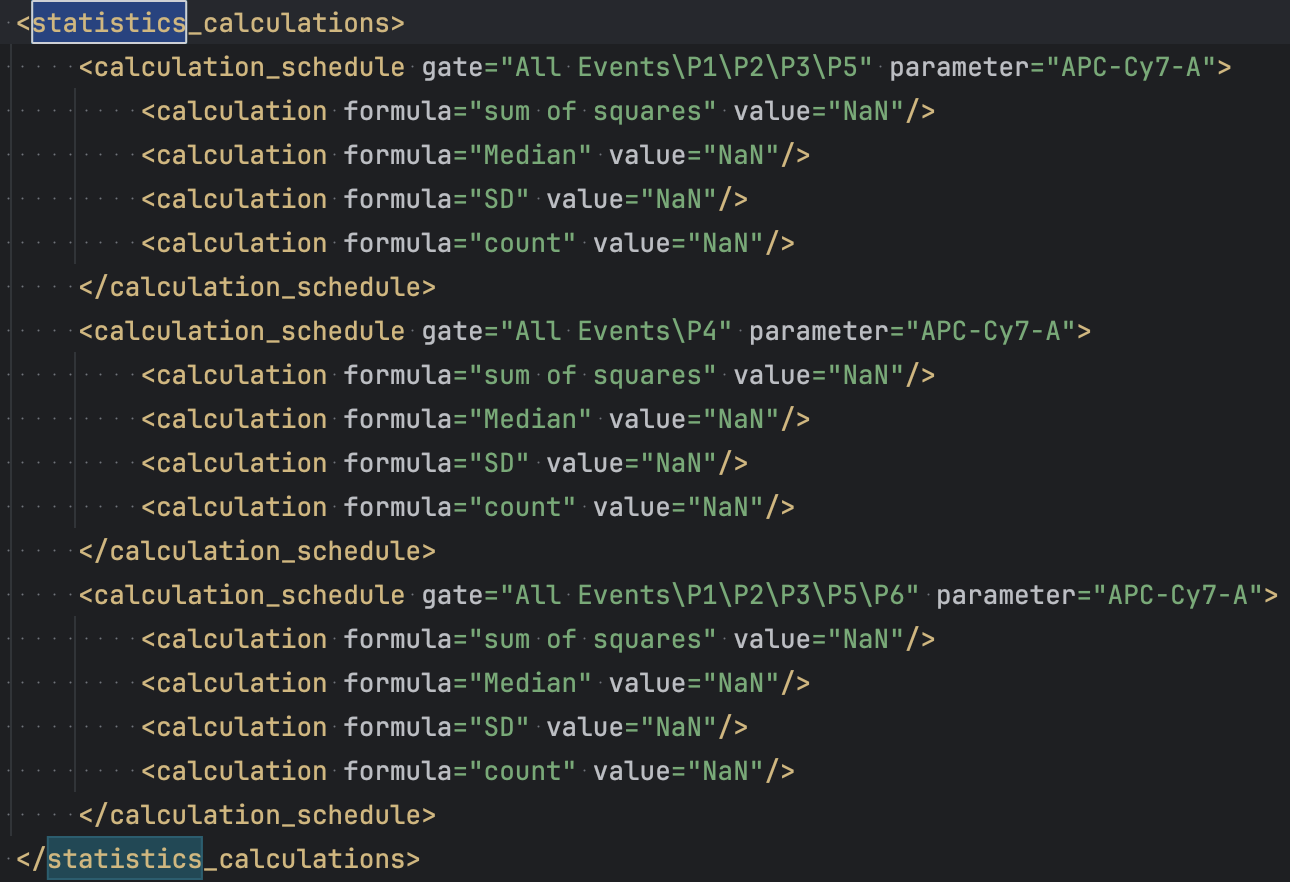 <statistics_calculations>
<calculation_schedule gate="All Events\P1\P2\P3\P5" parameter="APC-Cy7-A">
<calculation formula="sum of squares" value="NaN"/>
<calculation formula="Median" value="NaN"/>
<calculation formula="SD" value="NaN"/>
<calculation formula="count" value="NaN"/>
</calculation_schedule>
<calculation_schedule gate="All Events\P4" parameter="APC-Cy7-A">
<calculation formula="sum of squares" value="NaN"/>
<calculation formula="Median" value="NaN"/>
<calculation formula="SD" value="NaN"/>
<calculation formula="count" value="NaN"/>
</calculation_schedule>
<calculation_schedule gate="All Events\P1\P2\P3\P5\P6" parameter="APC-Cy7-A">
<calculation formula="sum of squares" value="NaN"/>
<calculation formula="Median" value="NaN"/>
<calculation formula="SD" value="NaN"/>
<calculation formula="count" value="NaN"/>
</calculation_schedule>
</statistics_calculations>